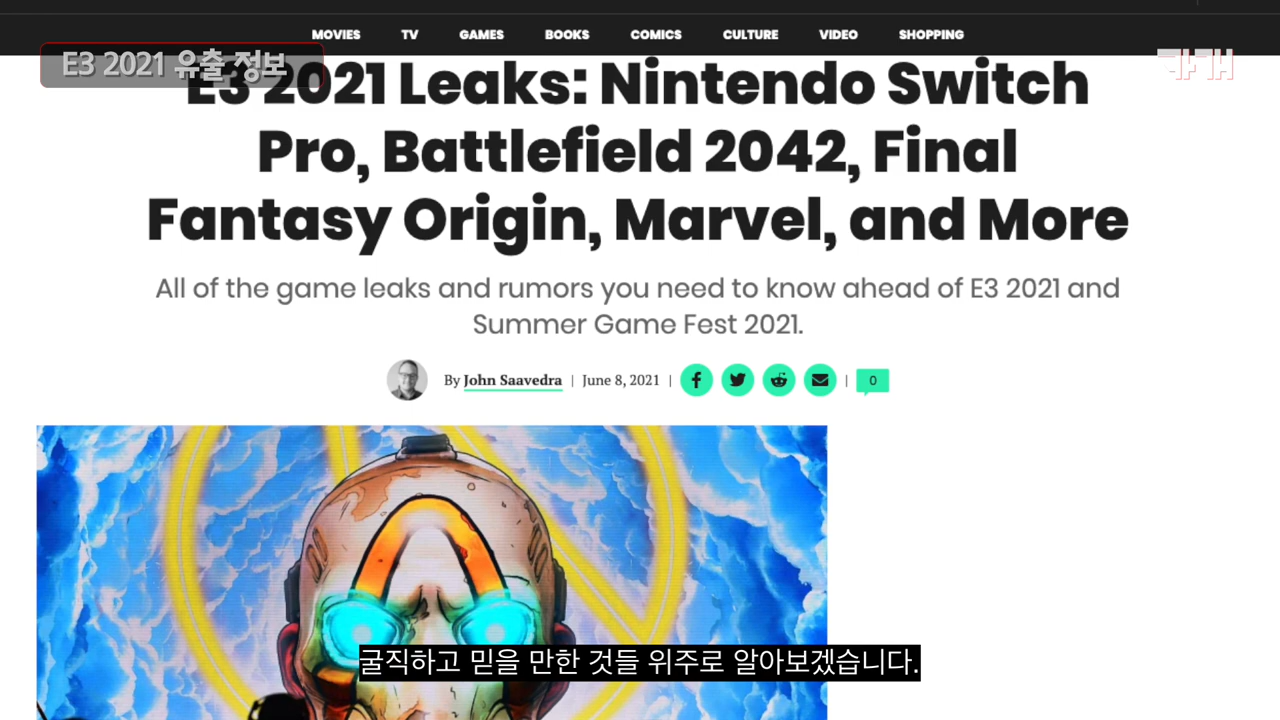 MOVIES TV GAMES BOOKS COMICS CULTURE VIDEO SHOPPING
E3 2021 유출 정보
카개
E3 2021 Leaks: Nintendo Switch
Pro, Battlefield 2042, Final
Fantasy Origin, Marvel, and More
All of the game leaks and rumors you need to know ahead of E3 2021 and
Summer Game Fest 2021.
By John Saavedra | June 8, 2021 | | 0
굴직하고 믿을 만한 것들 위주로 알아보겠습니다.